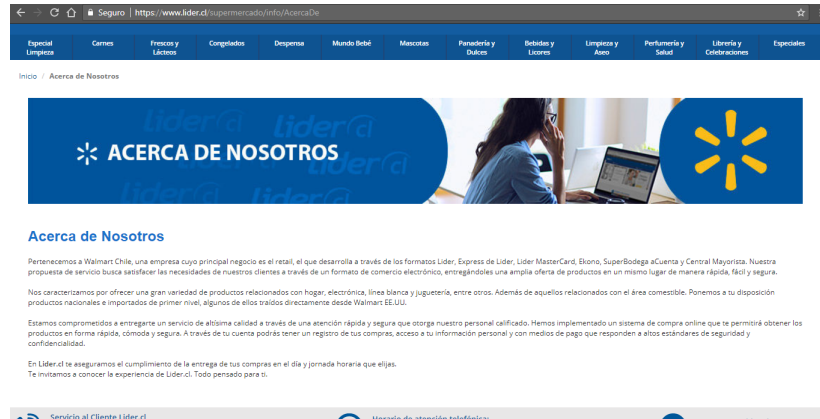 Seguro | https://www.lider.cl/supermercado/info/AcercaDe
Especial Limpieza
Carnes
Frescos y Lácteos
Congelados
Despensa
Mundo Bebé
Mascotas
Panadería y Dulces
Bebidas y Licores
Limpieza y Aseo
Perfumería y Salud
Librería y Celebraciones
Especiales
Inicio / Acerca de Nosotros
ACERCA DE NOSOTROS
Acerca de Nosotros
Pertenecemos a Walmart Chile, una empresa cuyo principal negocio es el retail, el que desarrolla a través de los formatos Lider, Express de Lider, Lider MasterCard, Ekono, SuperBodega aCuenta y Central Mayorista. Nuestra
propuesta de servicio busca satisfacer las necesidades de nuestros clientes a través de un formato de comercio electrónico, entregándoles una amplia oferta de productos en un mismo lugar de manera rápida, fácil y segura.
Nos caracterizamos por ofrecer una gran variedad de productos relacionados con hogar, electrónica, línea blanca y juguetería, entre otros. Además de aquellos relacionados con el área comestible. Ponemos a tu disposición
productos nacionales e importados de primer nivel, algunos de ellos traídos directamente desde Walmart EE.UU.
Estamos comprometidos a entregarte un servicio de altísima calidad a través de una atención rápida y segura que otorga nuestro personal calificado. Hemos implementado un sistema de compra online que te permitirá obtener los
productos en forma rápida, cómoda y segura. A través de tu cuenta podrás tener un registro de tus compras, acceso a tu información personal y con medios de pago que responden a altos estándares de seguridad y
confidencialidad.
En Lider.cl te aseguramos el cumplimiento de la entrega de tus compras en el día y jornada horaria que elijas.
Te invitamos a conocer la experiencia de Lider.cl. Todo pensado para ti.
Servicio al Cliente Lider.cl
Horario de atención telefónica: